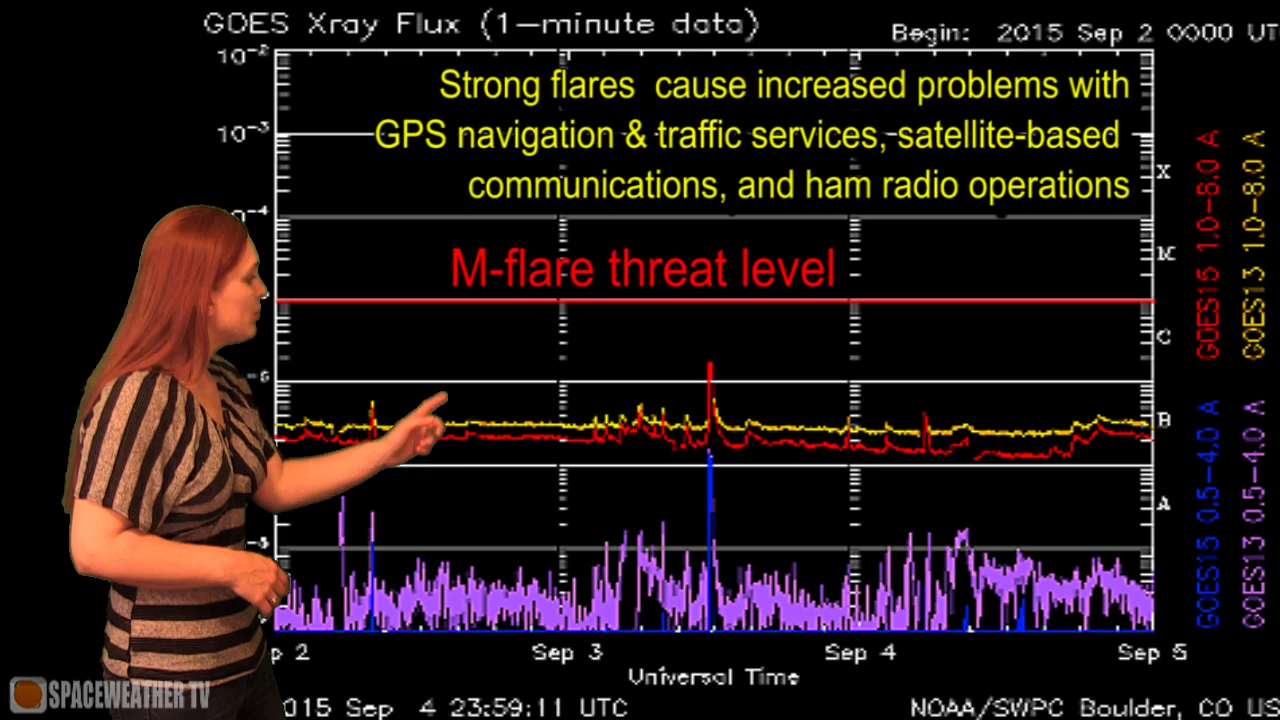 GOES Xray Flux (1-minute data)
Begin: 2015 Sep 2 0000 UT
10-2
Strong flares cause increased problems with
10-3
GPS navigation & traffic services, satellite-based
communications, and ham radio operations
X
-4
M-flare threat level
M
C
-6
B
A
GOES15 1.0-8.0 A
GOES13 1.0-8.0 A
GOES15 0.5-4.0 A
GOES13 0.5-4.0 A
p 2
Sep 3
Sep 4
Sep 5
Universal Time
SPACEWEATHER TV
015 Sep 4 23:59:11 UTC
NOAA/SWPC Boulder, CO US